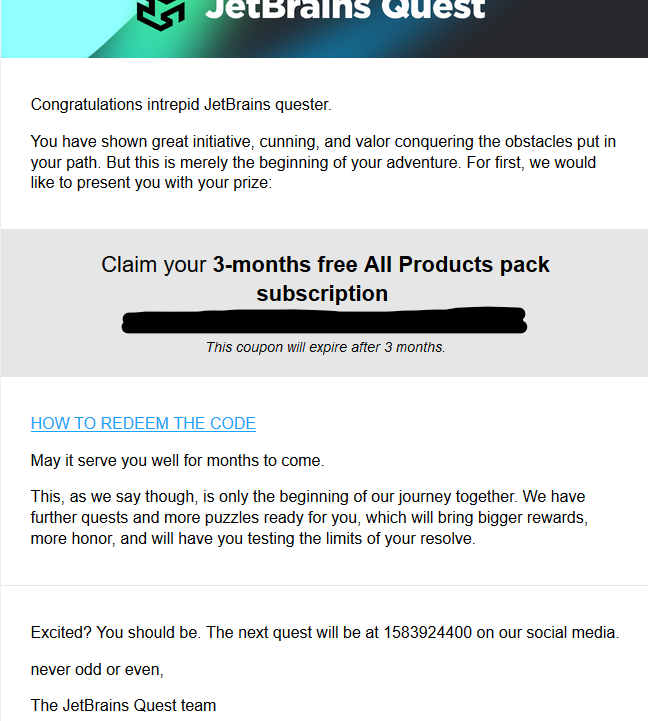 JetBrains Quest
Congratulations intrepid JetBrains quester.
You have shown great initiative, cunning, and valor conquering the obstacles put in
your path. But this is merely the beginning of your adventure. For first, we would
like to present you with your prize:
Claim your 3-months free All Products pack
subscription
This coupon will expire after 3 months.
HOW TO REDEEM THE CODE
May it serve you well for months to come.
This, as we say though, is only the beginning of our journey together. We have
further quests and more puzzles ready for you, which will bring bigger rewards,
more honor, and will have you testing the limits of your resolve.
Excited? You should be. The next quest will be at 1583924400 on our social media.
never odd or even,
The JetBrains Quest team